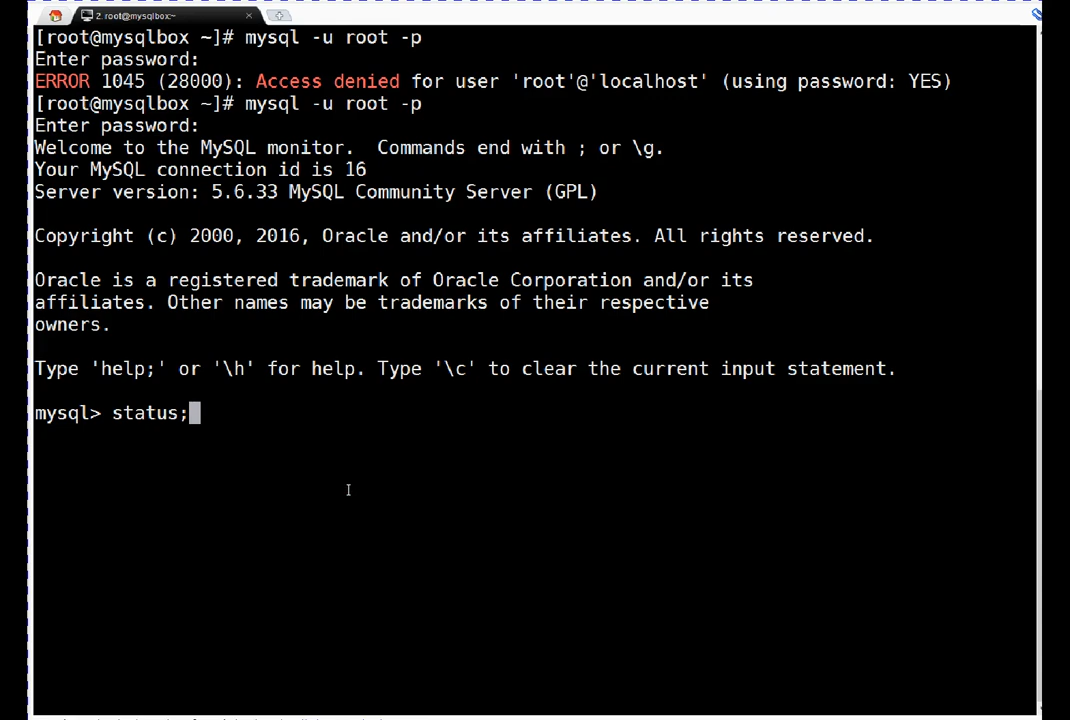 2. root@mysqlbox:~
[root@mysqlbox ~]# mysql -u root -p
Enter password:
ERROR 1045 (28000): Access denied for user 'root'@'localhost' (using password: YES)
[root@mysqlbox ~]# mysql -u root -p
Enter password:
Welcome to the MySQL monitor.  Commands end with ; or \g.
Your MySQL connection id is 16
Server version: 5.6.33 MySQL Community Server (GPL)
Copyright (c) 2000, 2016, Oracle and/or its affiliates. All rights reserved.
Oracle is a registered trademark of Oracle Corporation and/or its
affiliates. Other names may be trademarks of their respective
owners.
Type 'help;' or '\h' for help. Type '\c' to clear the current input statement.
mysql> status;